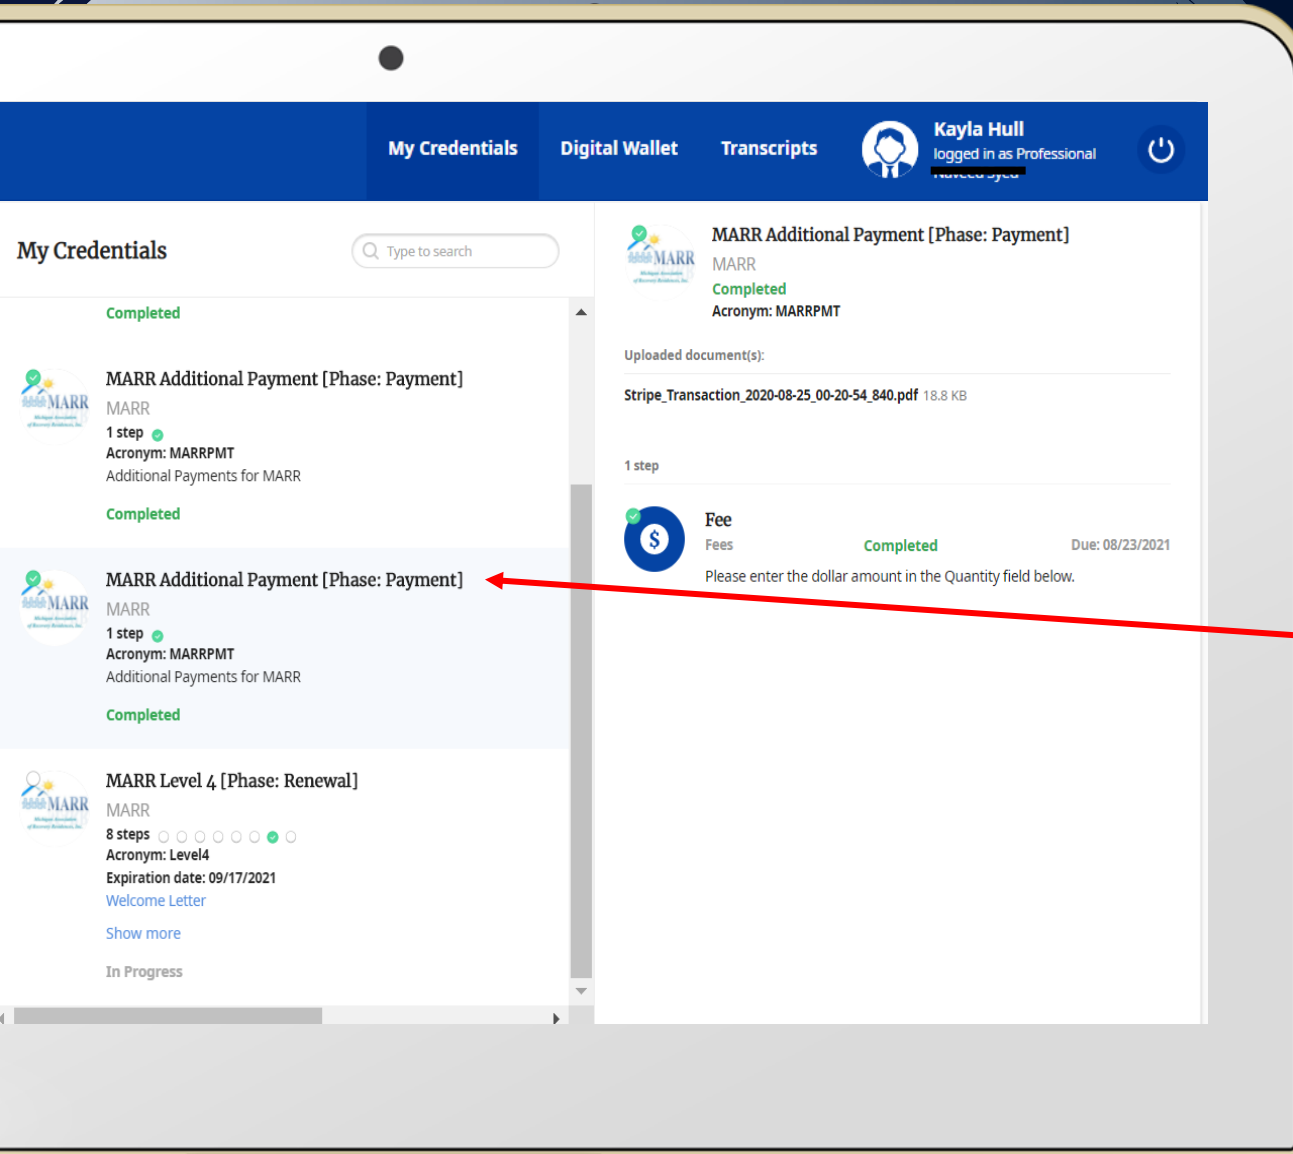 My Credentials
Digital Wallet
Transcripts
Kayla Hull
logged in as Professional
My Credentials
Type to search
Completed
MARR Additional Payment [Phase: Payment]
MARR
1 step
Acronym: MARRPMT
Additional Payments for MARR
Completed
MARR
MARR Additional Payment [Phase: Payment]
MARR
1 step
Acronym: MARRPMT
Additional Payments for MARR
Completed
MARR
MARR Level 4 [Phase: Renewal]
MARR
8 steps
Acronym: Level4
Expiration date: 09/17/2021
Welcome Letter
Show more
In Progress
MARR
MARR Additional Payment [Phase: Payment]
MARR
Completed
Acronym: MARRPMT
MARR
Uploaded document(s):
Stripe_Transaction_2020-08-25_00-20-54_840.pdf 18.8 KB
1 step
$
Fee
Fees Completed Due: 08/23/2021
Please enter the dollar amount in the Quantity field below.